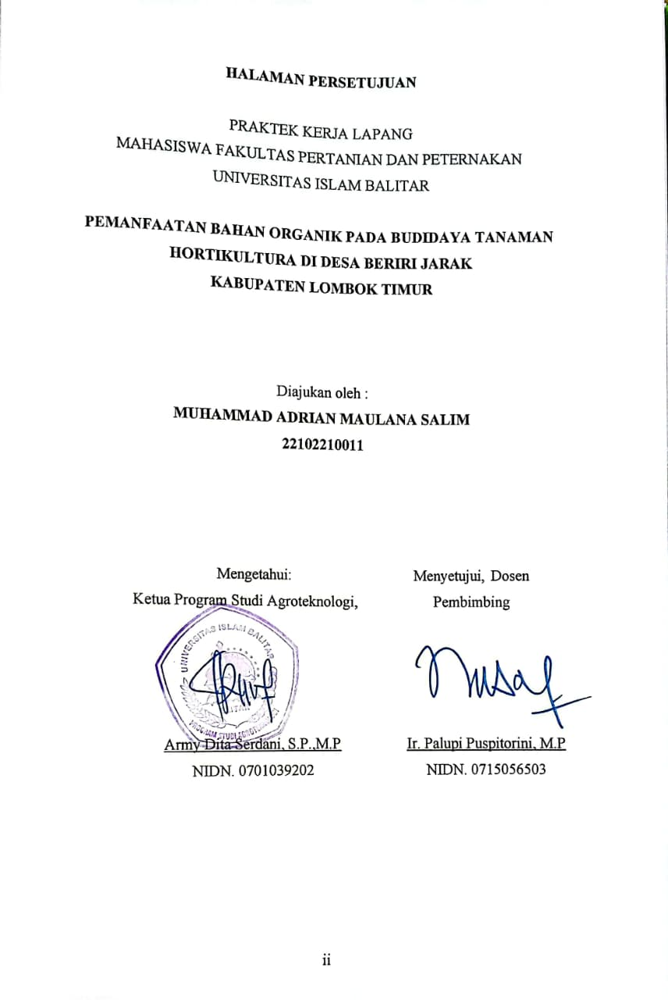 HALAMAN PERSETUJUAN
PRAKTEK KERJA LAPANG
MAHASISWA FAKULTAS PERTANIAN DAN PETERNAKAN
UNIVERSITAS ISLAM BALITAR
PEMANFAATAN BAHAN ORGANIK PADA BUDIDAYA TANAMAN
HORTIKULTURA DI DESA BERIRI JARAK
KABUPATEN LOMBOK TIMUR
Diajukan oleh :
MUHAMMAD ADRIAN MAULANA SALIM
22102210011
Mengetahui:
Ketua Program Studi Agroteknologi,
UNIVERSITAS ISLAM BALITAR
PROGRAM STUDI
Army Dita Serdani, S.P.,M.P
NIDN. 0701039202
Menyetujui, Dosen
Pembimbing
Ir. Palupi Puspitorini, M.P
NIDN. 0715056503
ii